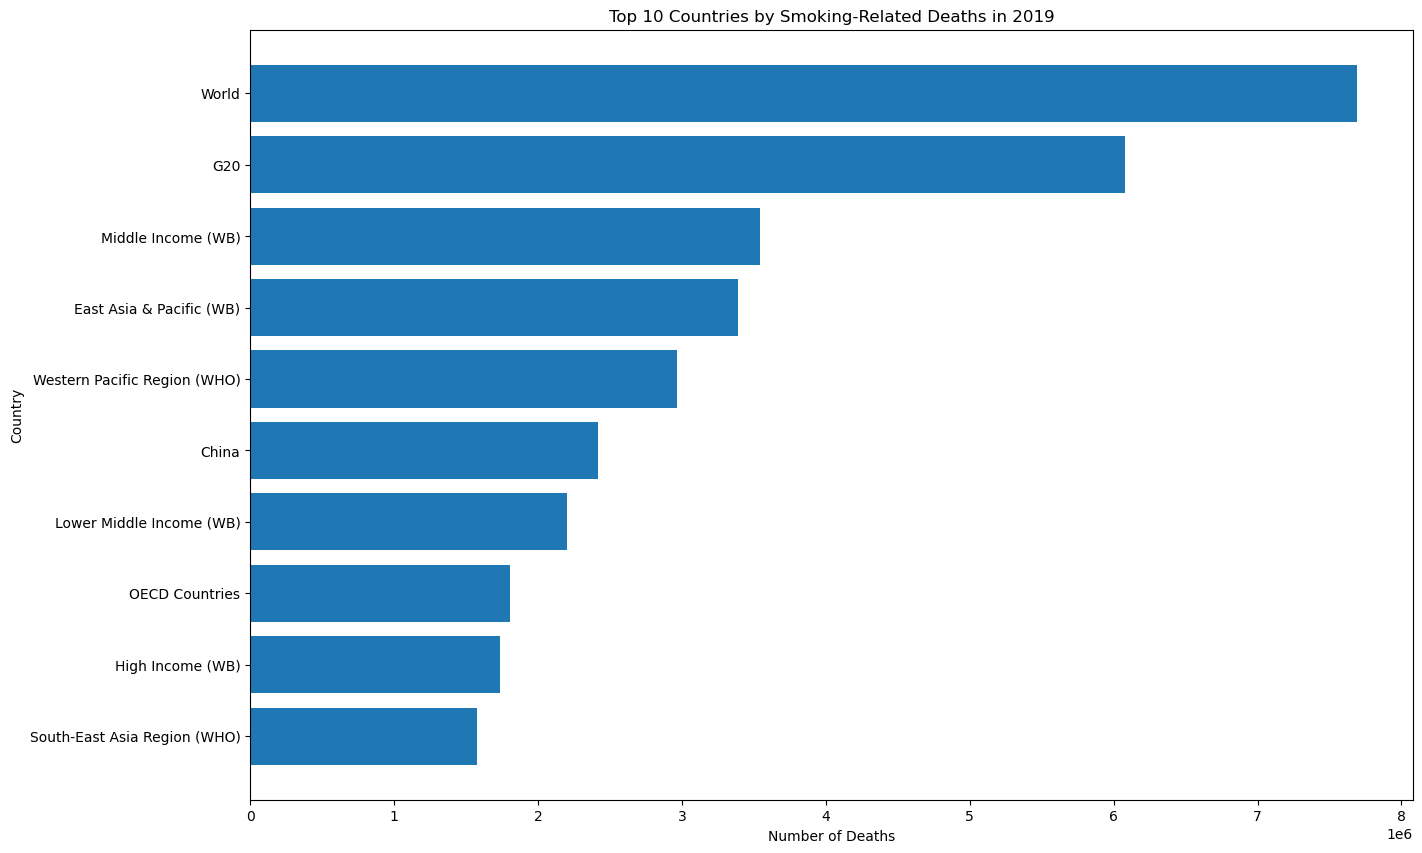 Top 10 Countries by Smoking-Related Deaths in 2019
Country
World
G20
Middle Income (WB)
East Asia & Pacific (WB)
Western Pacific Region (WHO)
China
Lower Middle Income (WB)
OECD Countries
High Income (WB)
South-East Asia Region (WHO)
0 1 2 3 4 5 6 7 8
1e6
Number of Deaths